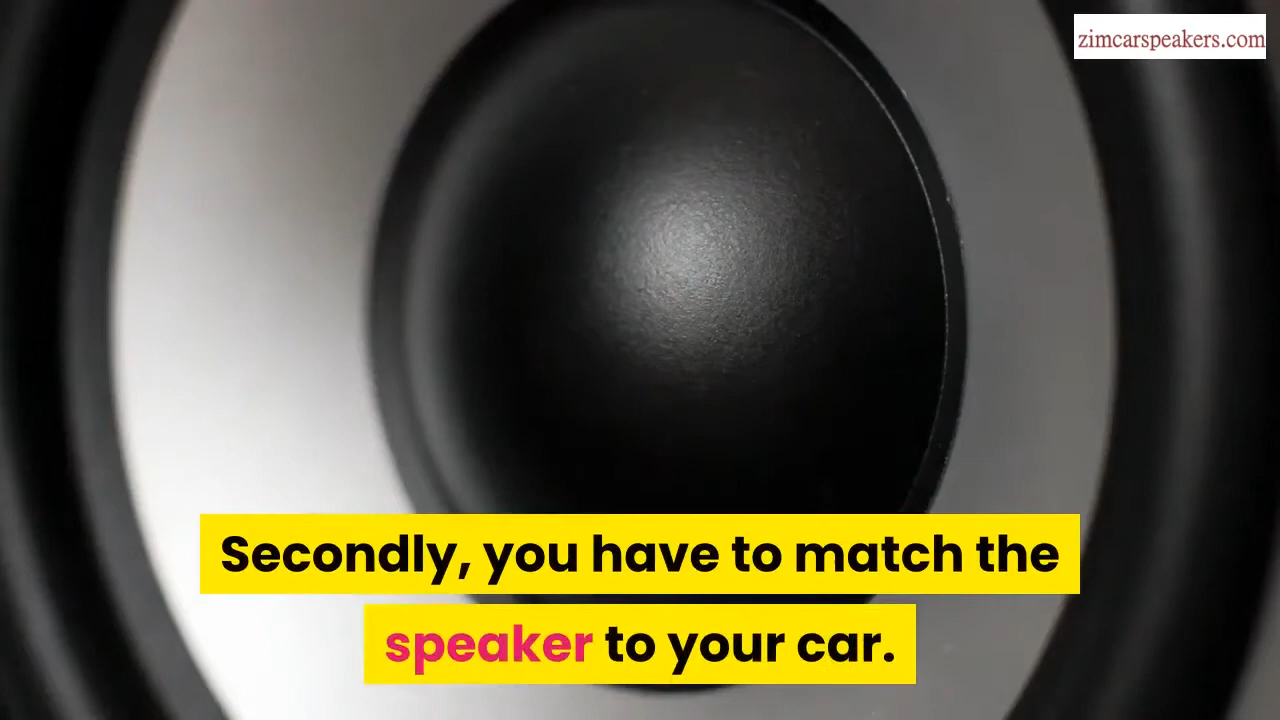 zimcarspeakers.com
Secondly, you have to match the
speaker to your car.